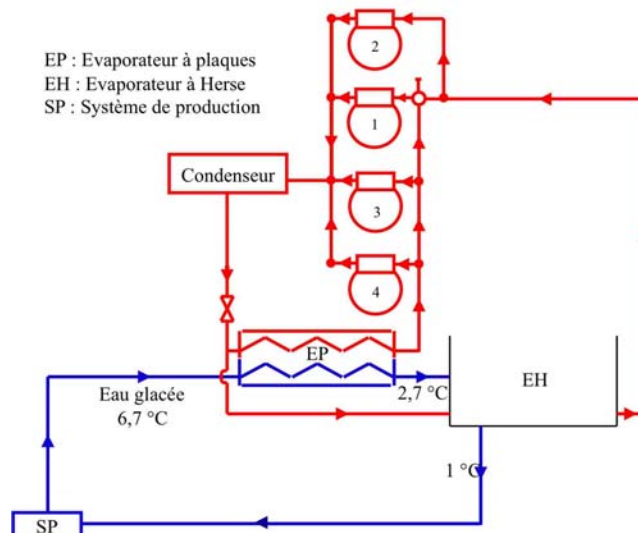 EP : Evaporateur à plaques
EH : Evaporateur à Herse
SP : Système de production
2
1
Condenseur
3
4
EP
EH
Eau glacée
6,7 °C
2,7 °C
1 °C
SP